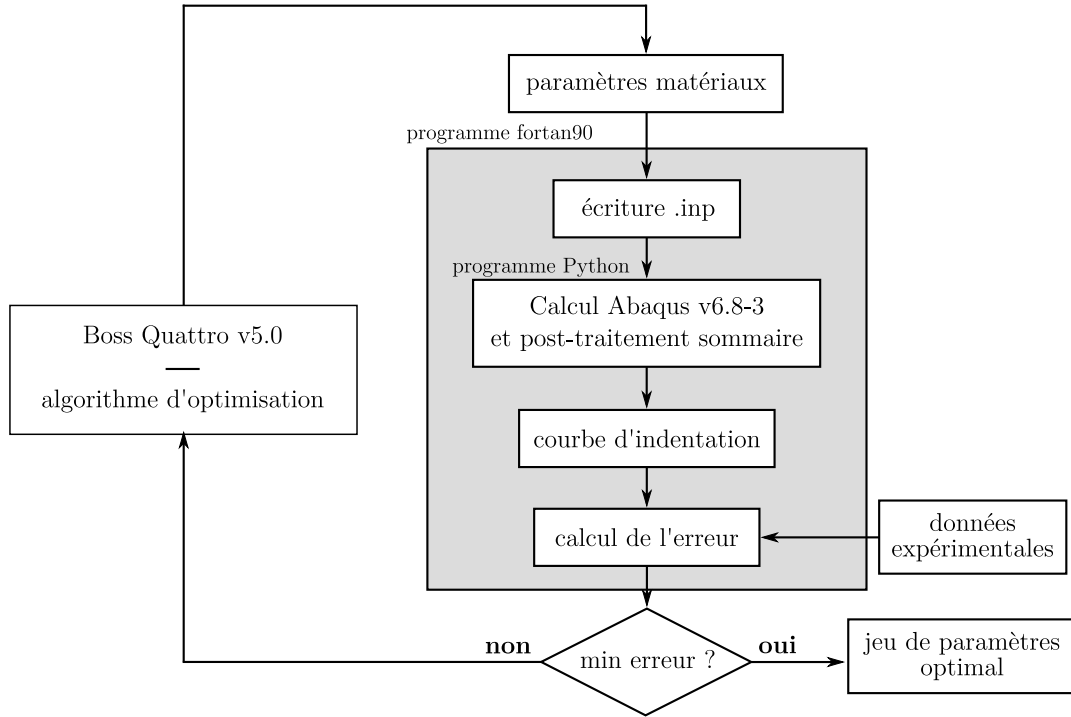 paramètres matériaux
programme fortan90
écriture .inp
programme Python
Calcul Abaqus v6.8-3
et post-traitement sommaire
Boss Quattro v5.0
algorithme d'optimisation
courbe d'indentation
calcul de l'erreur
données
expérimentales
non
min erreur ?
oui
jeu de paramètres
optimal